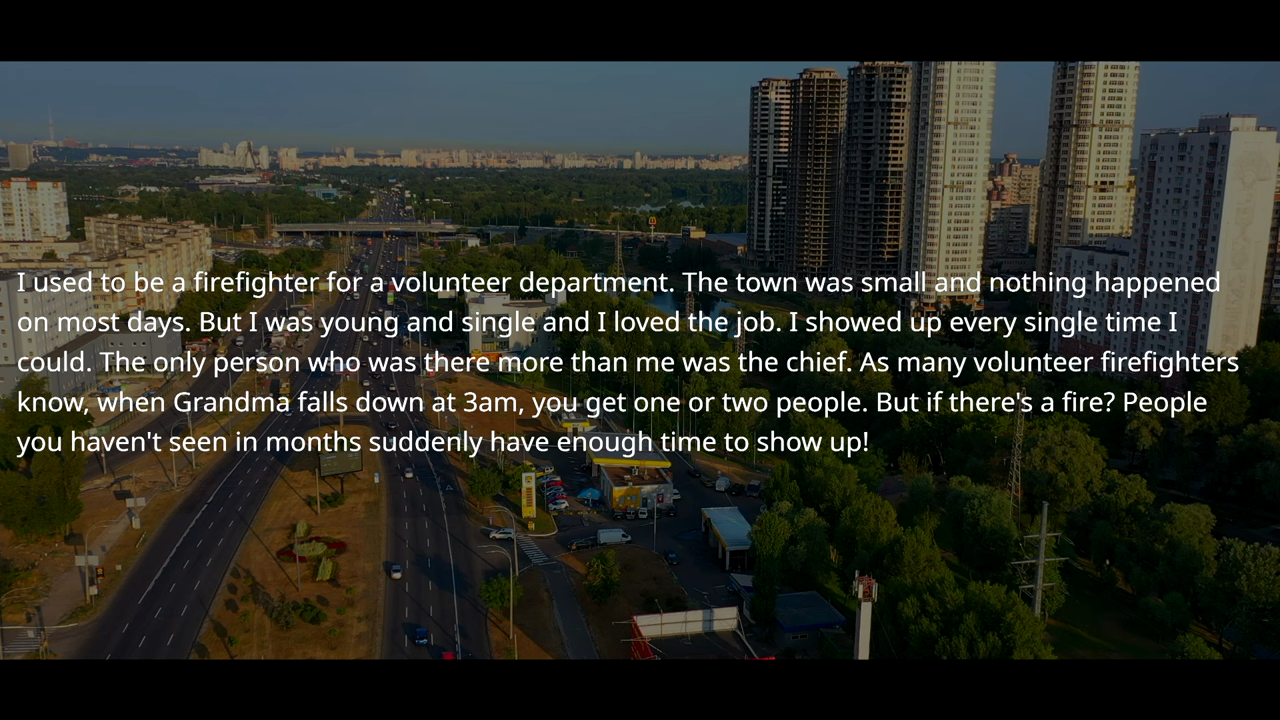 I used to be a firefighter for a volunteer department. The town was small and nothing happened
on most days. But I was young and single and I loved the job. I showed up every single time I
could. The only person who was there more than me was the chief. As many volunteer firefighters
know, when Grandma falls down at 3am, you get one or two people. But if there's a fire? People
you haven't seen in months suddenly have enough time to show up!